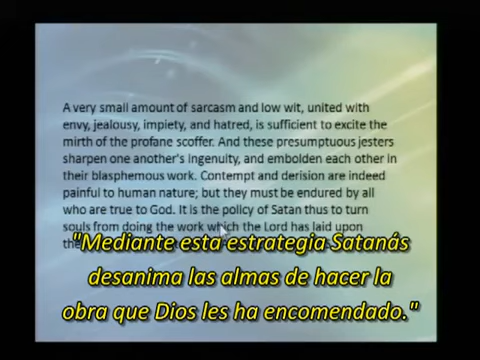 A very small amount of sarcasm and low wit, united with
envy, jealousy, impiety, and hatred, is sufficient to excite the
mirth of the profane scoffer. And these presumptuous jesters
sharpen one another's ingenuity, and embolden each other in
their blasphemous work. Contempt and derision are indeed
painful to human nature; but they must be endured by all
who are true to God. It is the policy of Satan thus to turn
souls from doing the work which the Lord has laid upon
"Mediante esta estrategia Satanás
desanima las almas de hacer la
obra que Dios les ha encomendado."